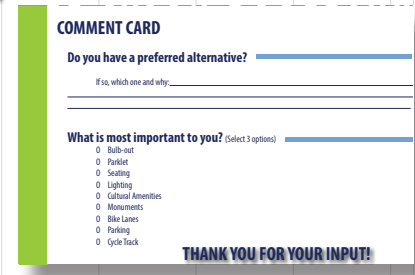 COMMENT CARD
Do you have a preferred alternative?
If so, which one and why:
What is most important to you? (Select 3 options)
O Bulb-out
O Parklet
O Seating
O Lighting
O Cultural Amenities
O Monuments
O Bike Lanes
O Parking
O Cycle Track
THANK YOU FOR YOUR INPUT!